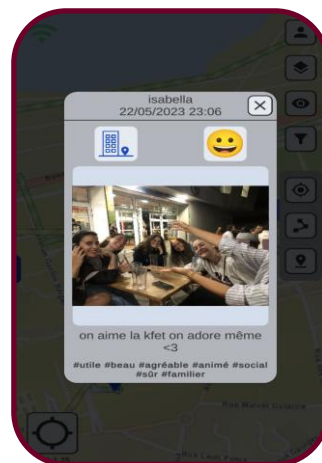 isabella
22/05/2023 23:06
on aime la kfet on adore même
<3
#utile #beau #agréable #animé #social
#sûr #familier